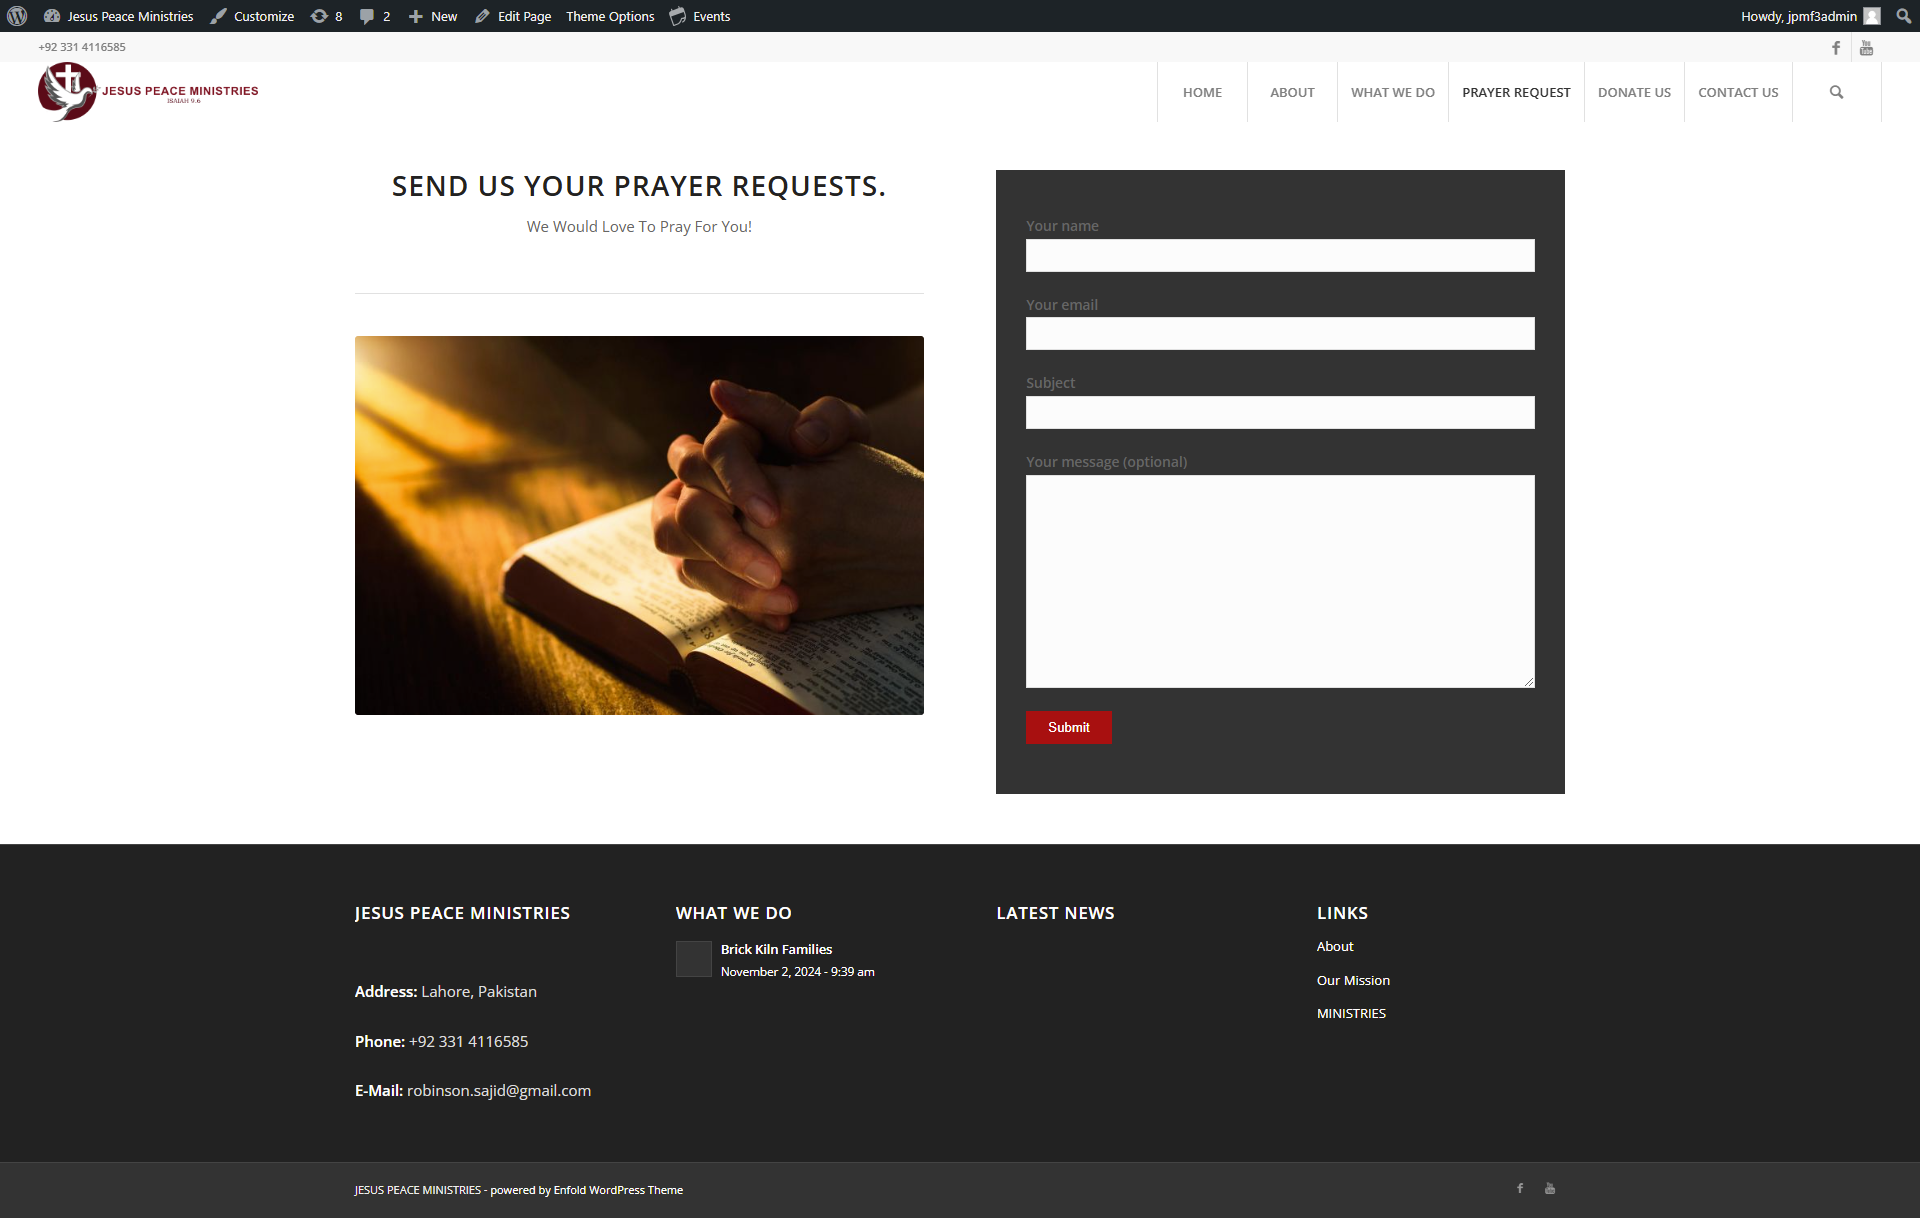 Jesus Peace Ministries Customize 8 2 New Edit Page Theme Options Events Howdy, jpmf3admin
+92 331 4116585
JESUS PEACE MINISTRIES
ISAIAH 9.6
HOME ABOUT WHAT WE DO PRAYER REQUEST DONATE US CONTACT US
SEND US YOUR PRAYER REQUESTS.
We Would Love To Pray For You!
Your name
Your email
Subject
Your message (optional)
Submit
JESUS PEACE MINISTRIES
Address: Lahore, Pakistan
Phone: +92 331 4116585
E-Mail: robinson.sajid@gmail.com
WHAT WE DO
Brick Kiln Families
November 2, 2024 - 9:39 am
LATEST NEWS
LINKS
About
Our Mission
MINISTRIES
JESUS PEACE MINISTRIES - powered by Enfold WordPress Theme